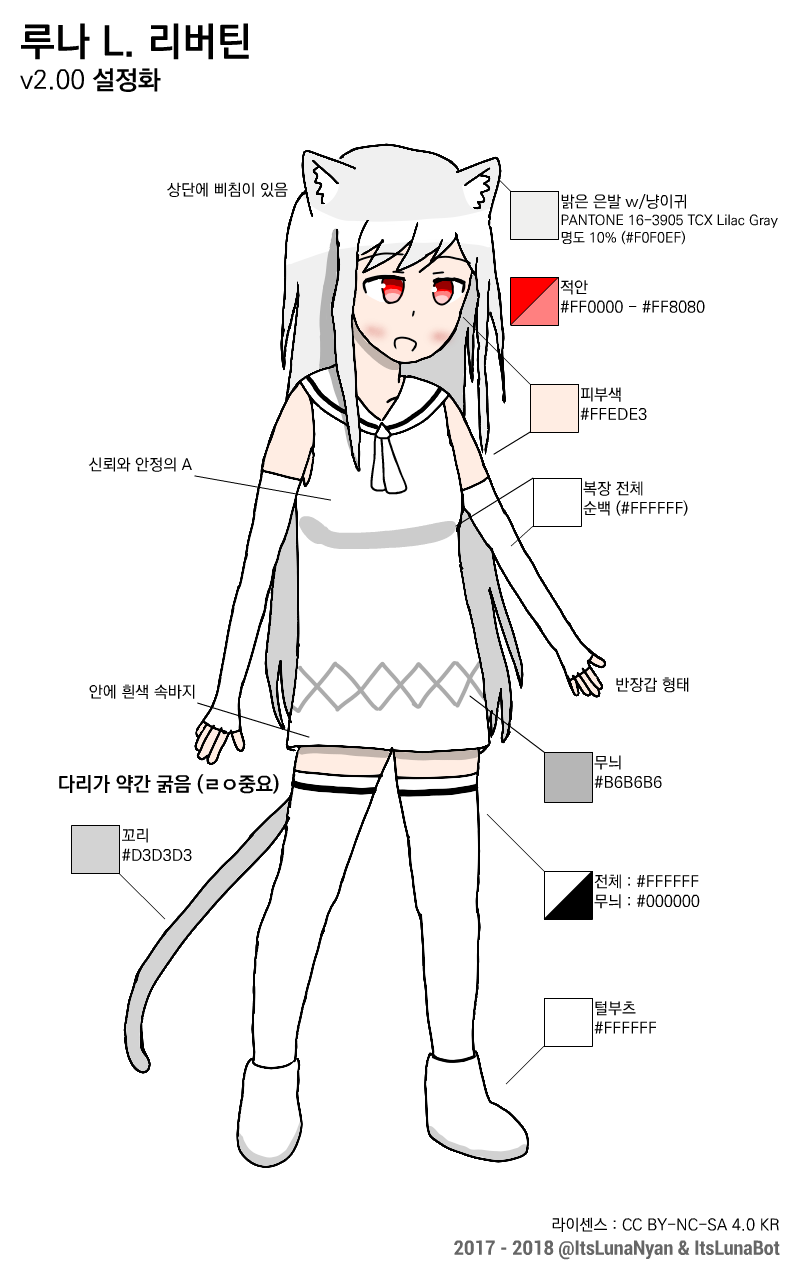 루나 L. 리버틴
v2.00 설정화
상단에 삐침이 있음
밝은 은발 w/냥이귀
PANTONE 16-3905 TCX Lilac Gray
명도 10% (#F0F0EF)
적안
#FF0000 - #FF8080
피부색
#FFEDE3
신뢰와 안정의 A
복장 전체
순백 (#FFFFFF)
안에 흰색 속바지
반장갑 형태
무늬
#B6B6B6
다리가 약간 굵음 (ㄹㅇ중요)
꼬리
#D3D3D3
전체 : #FFFFFF
무늬 : #000000
털부츠
#FFFFFF
라이센스 : CC BY-NC-SA 4.0 KR
2017 - 2018 @ItsLunaNyan & ItsLunaBot